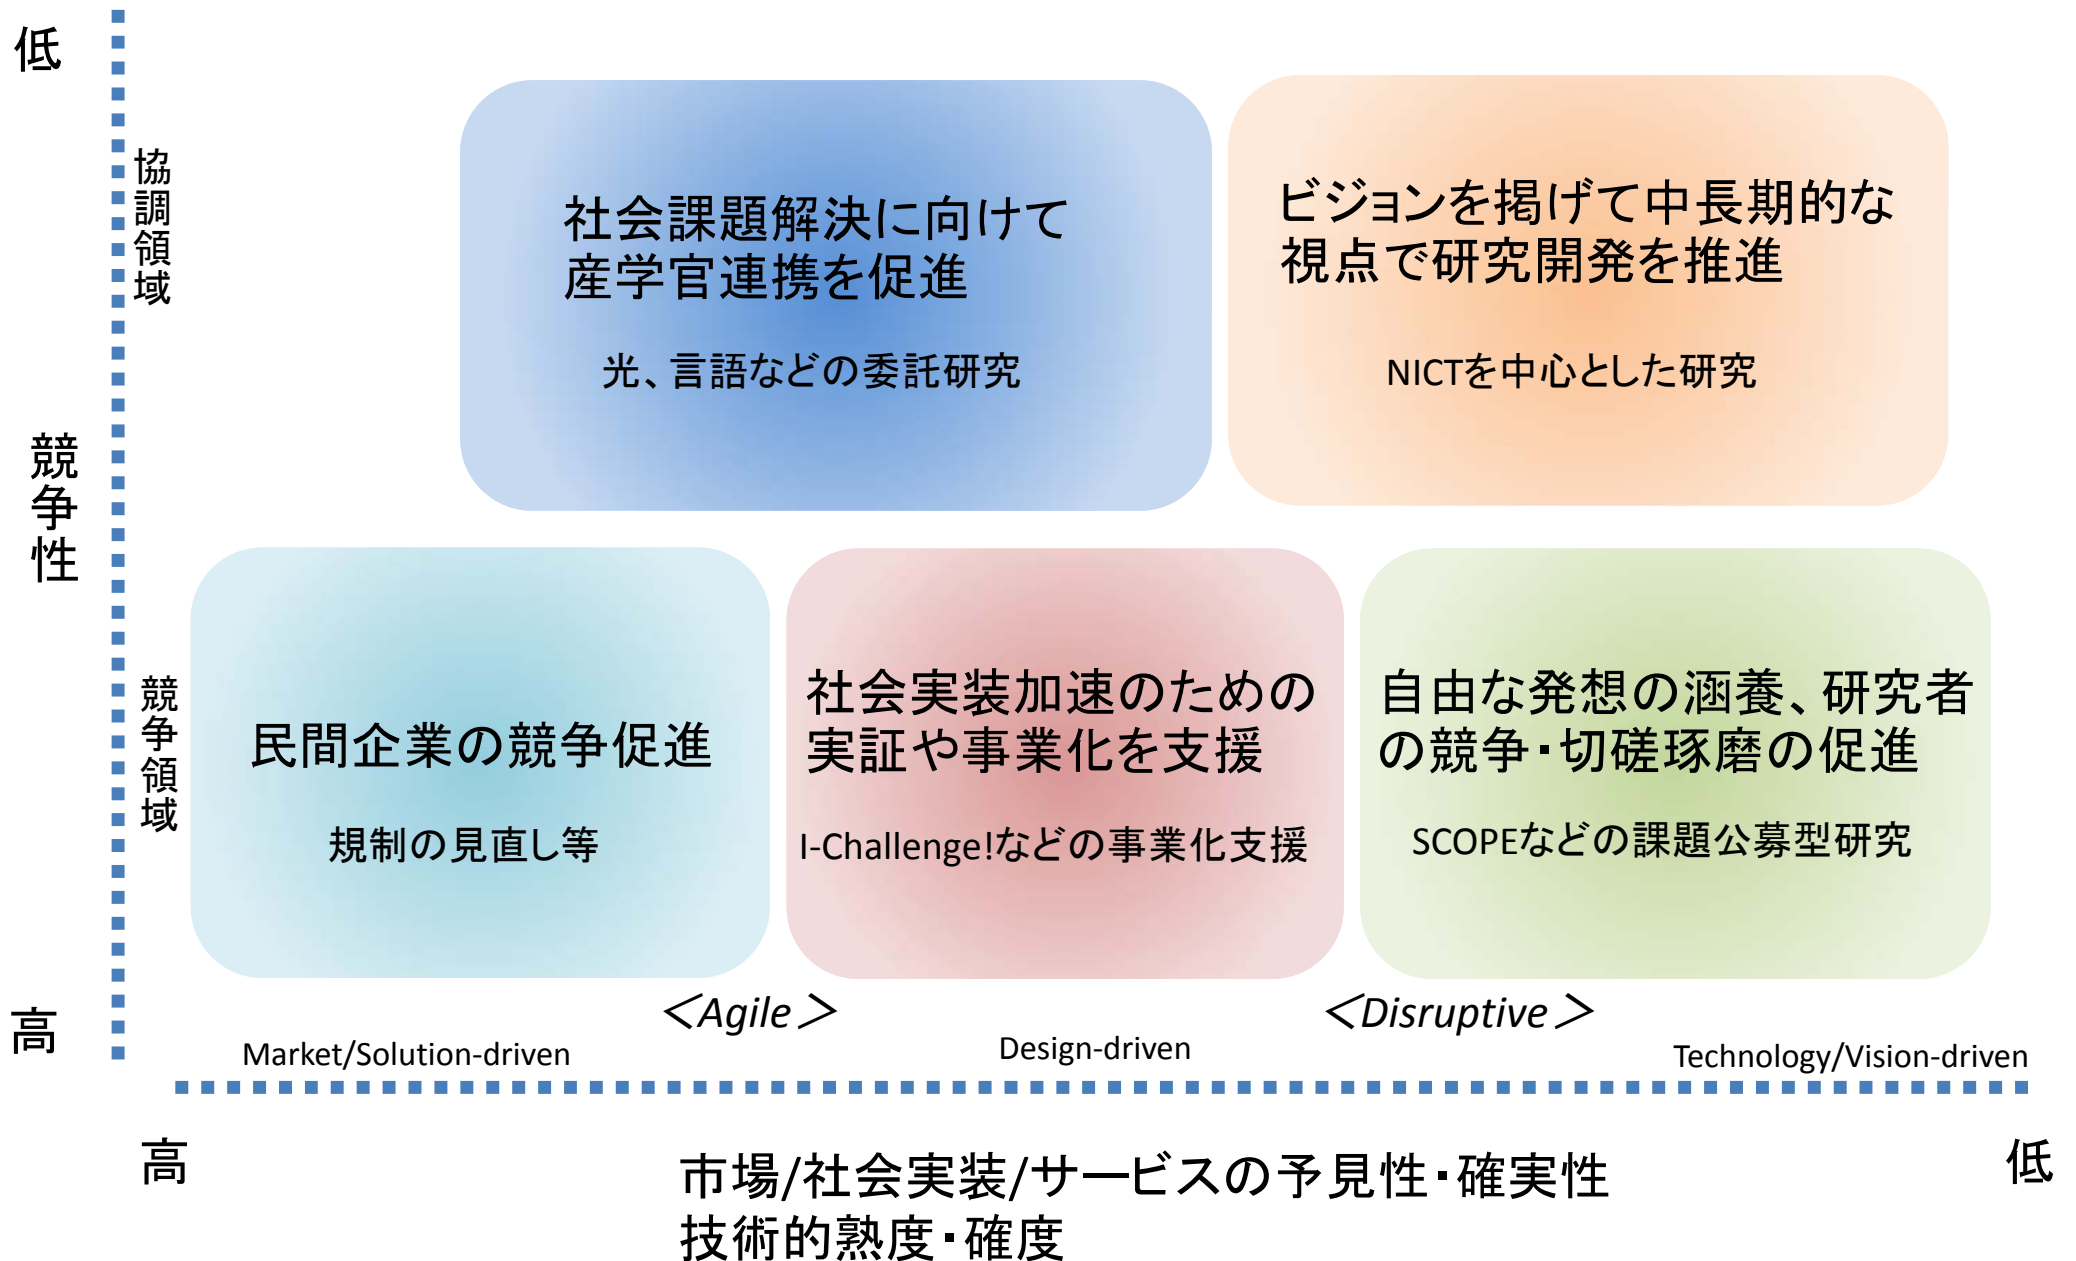 低
協調領域
競争性
競争領域
高
社会課題解決に向けて
産学官連携を促進
光、言語などの委託研究
ビジョンを掲げて中長期的な
視点で研究開発を推進
NICTを中心とした研究
民間企業の競争促進
規制の見直し等
社会実装加速のための
実証や事業化を支援
I-Challenge!などの事業化支援
自由な発想の涵養、研究者
の競争・切磋琢磨の促進
SCOPEなどの課題公募型研究
＜Agile＞
＜Disruptive＞
Market/Solution-driven
Design-driven
Technology/Vision-driven
高
低
市場/社会実装/サービスの予見性・確実性
技術的熟度・確度